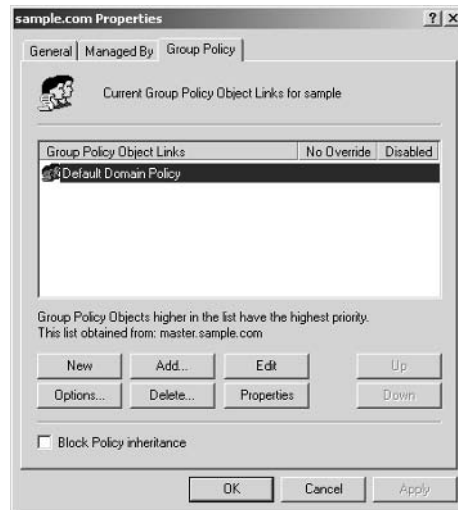 sample.com Properties
General Managed By Group Policy
Current Group Policy Object Links for sample
Group Policy Object Links No Override Disabled
Default Domain Policy
Group Policy Objects higher in the list have the highest priority.
This list obtained from: master.sample.com
New Add... Edit Up
Options... Delete... Properties Down
Block Policy inheritance
OK Cancel Apply